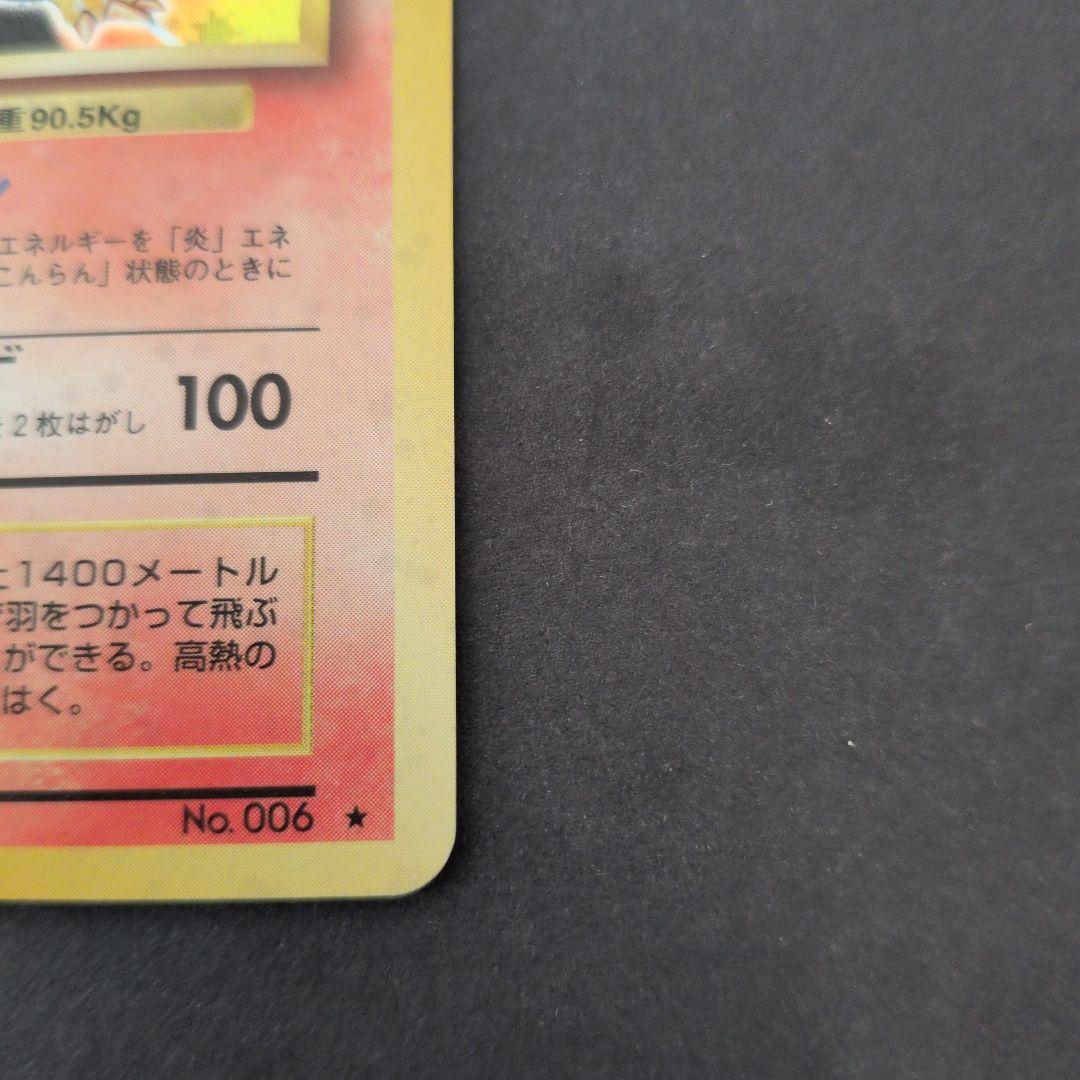 重90.5Kg
ン
エネルギーを「炎」エネ
こんらん」状態のときに
ド
を2枚はがし 100
と1400メートル
羽をつかって飛ぶ
ができる。高熱の
はく。
No. 006 ★